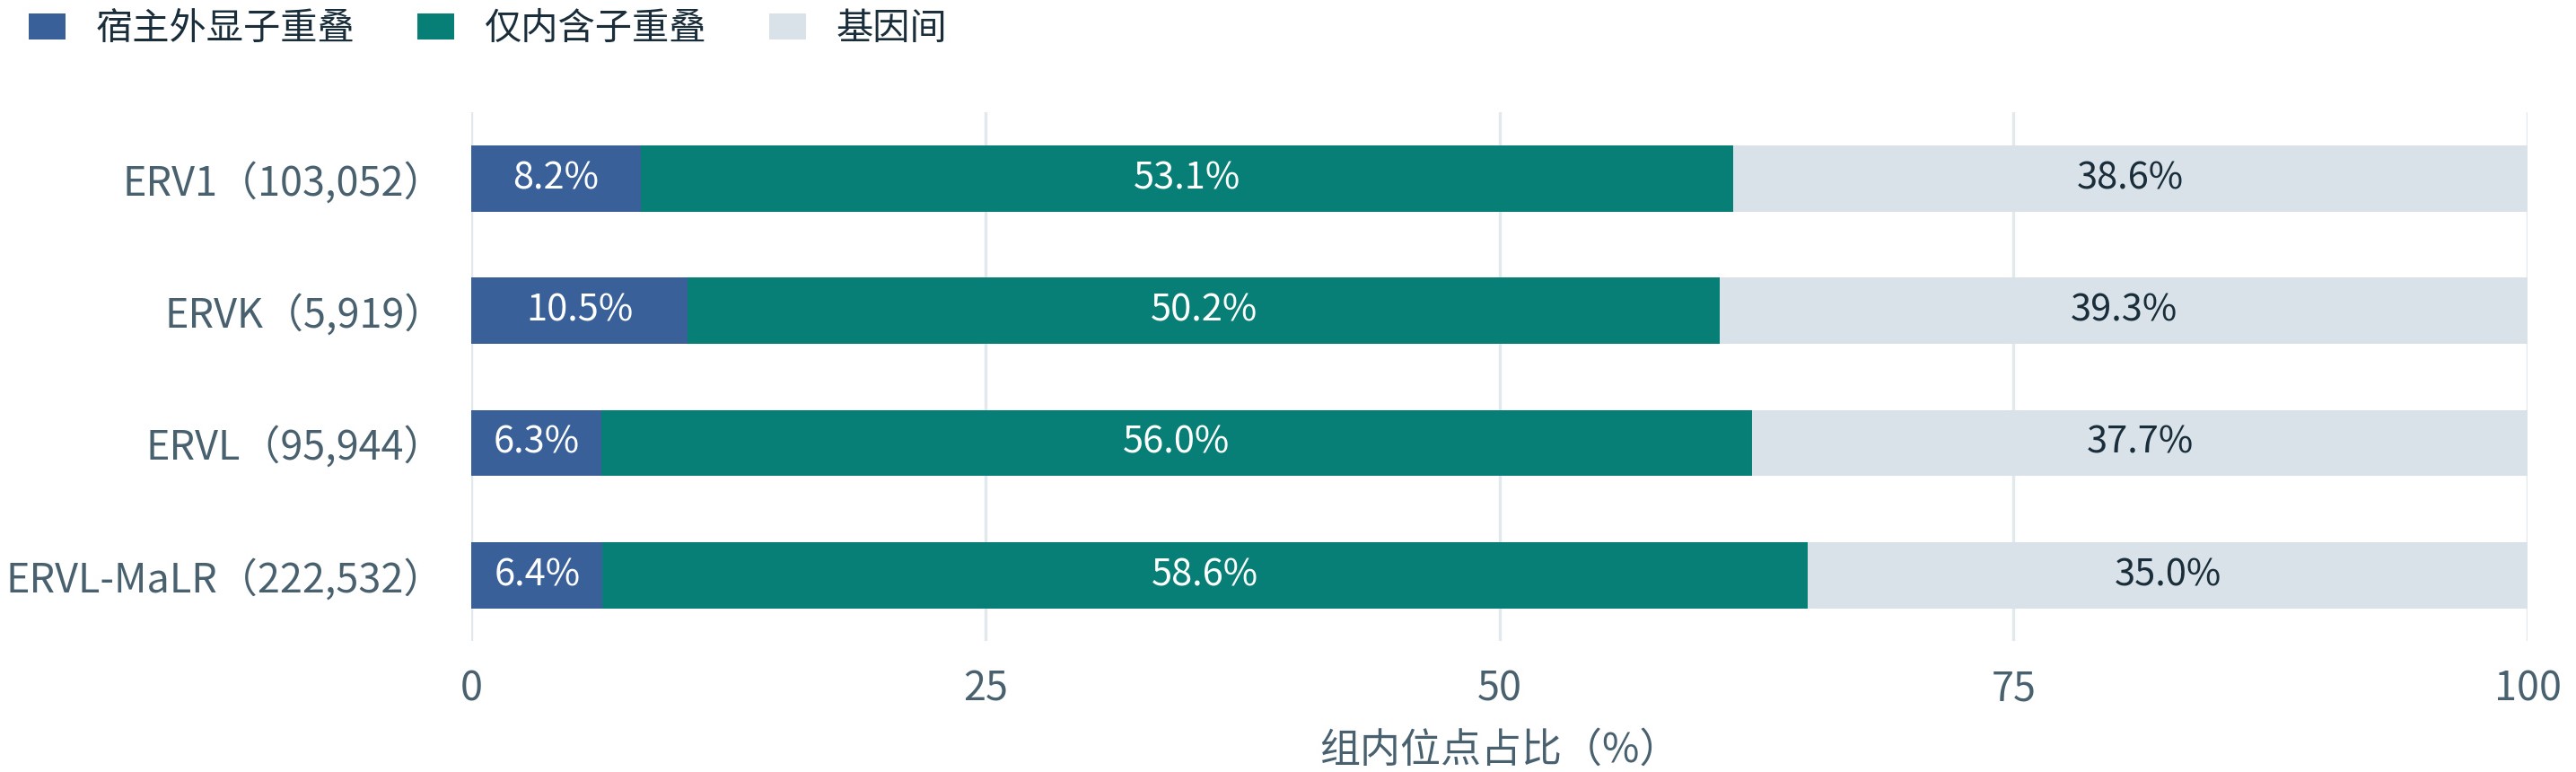 宿主外显子重叠 仅内含子重叠 基因间
ERV1（103,052） 8.2% 53.1% 38.6%
ERVK（5,919） 10.5% 50.2% 39.3%
ERVL（95,944） 6.3% 56.0% 37.7%
ERVL-MaLR（222,532） 6.4% 58.6% 35.0%
0 25 50 75 100
组内位点占比（%）